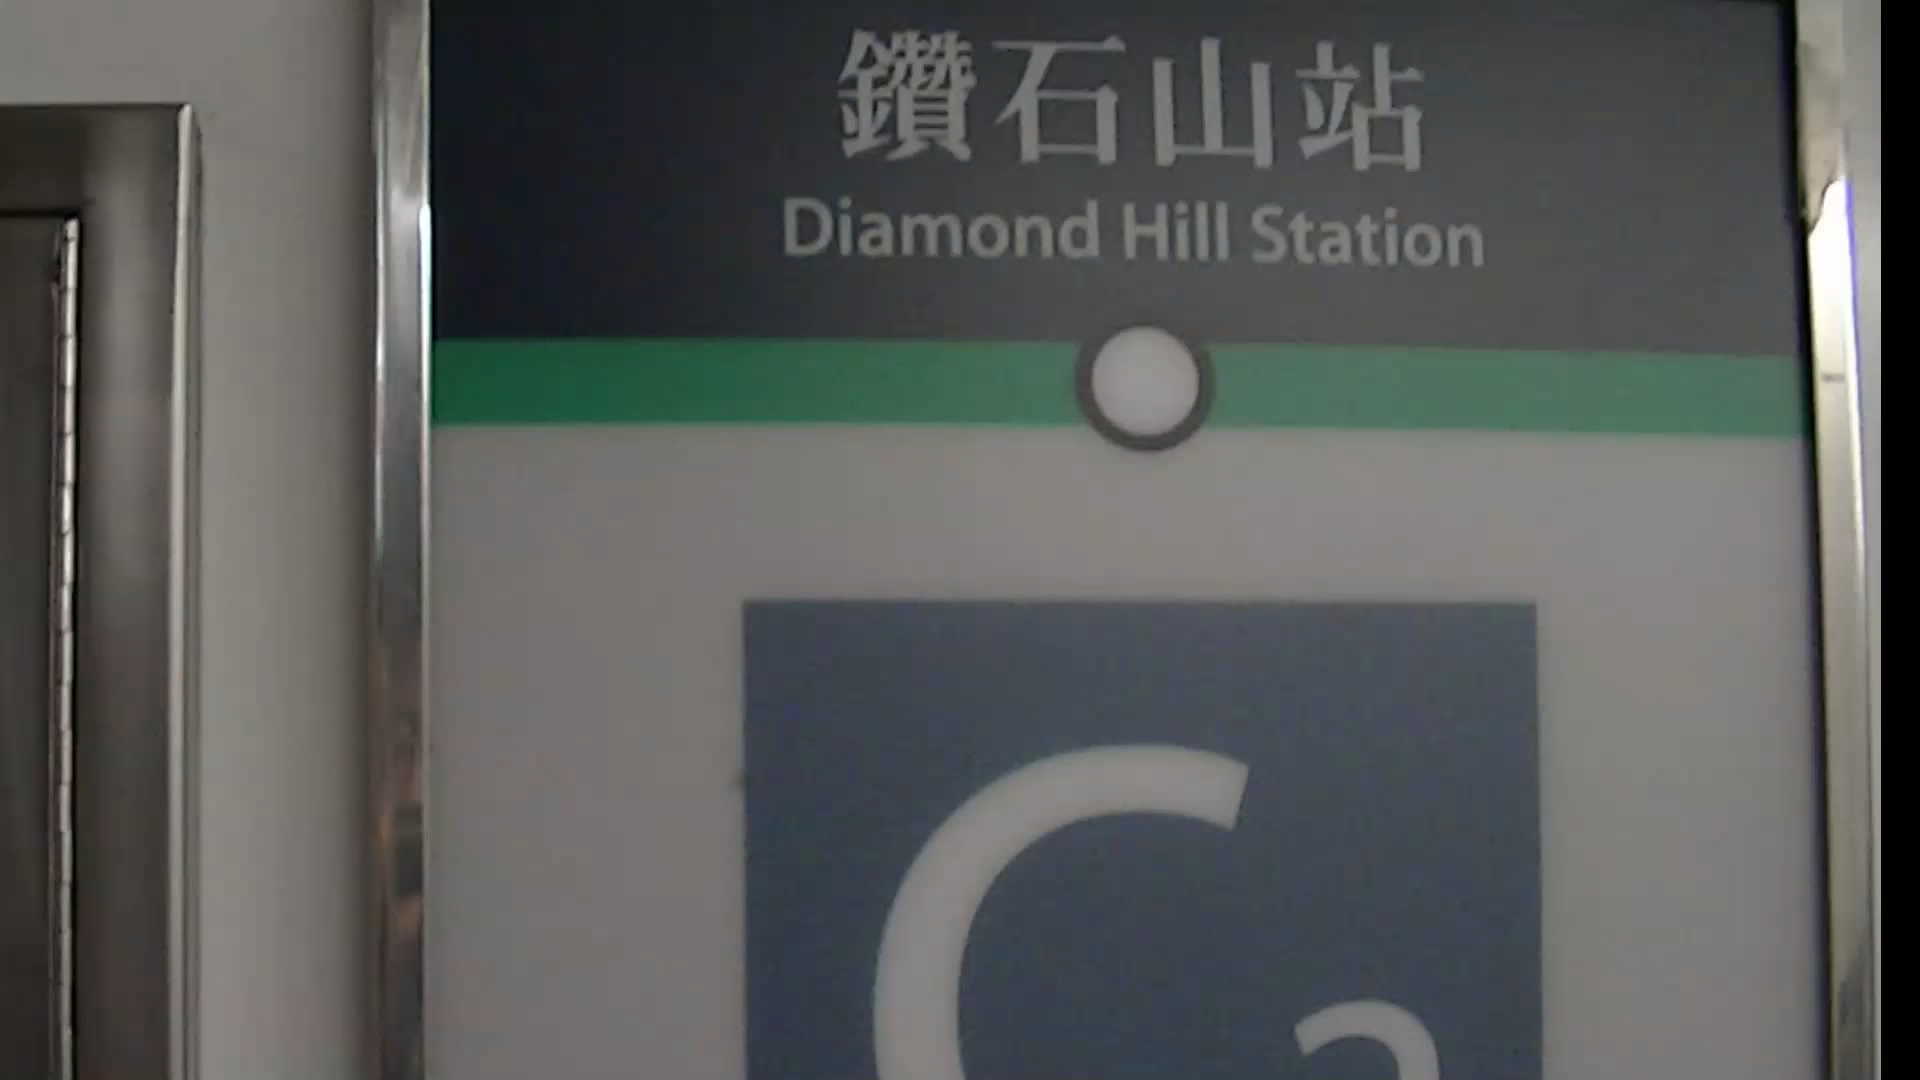 鑽石山站
Diamond Hill Station
C